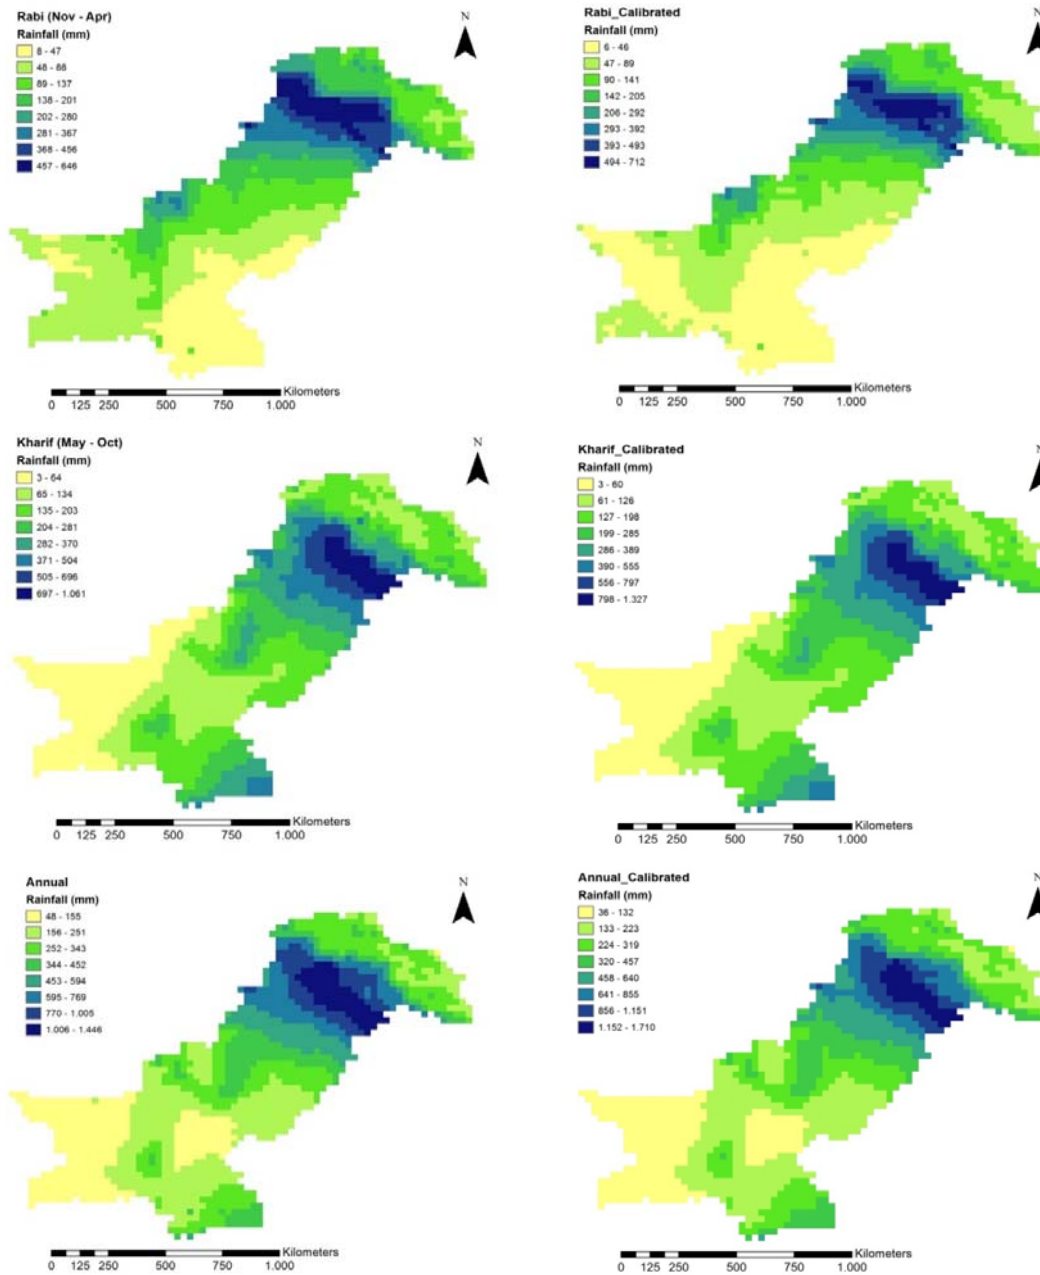 Rabi (Nov - Apr)
Rainfall (mm)
8 - 47
48 - 88
89 - 137
138 - 201
202 - 280
281 - 367
368 - 456
457 - 646
N
Kilometers
0 125 250 500 750 1.000
Rabi_Calibrated
Rainfall (mm)
6 - 46
47 - 89
90 - 141
142 - 205
206 - 292
293 - 392
393 - 493
494 - 712
N
Kilometers
0 125 250 500 750 1.000
Kharif (May - Oct)
Rainfall (mm)
3 - 64
65 - 134
135 - 203
204 - 281
282 - 370
371 - 504
505 - 696
697 - 1.061
N
Kilometers
0 125 250 500 750 1.000
Kharif_Calibrated
Rainfall (mm)
3 - 60
61 - 126
127 - 198
199 - 285
286 - 389
390 - 555
556 - 797
798 - 1.327
N
Kilometers
0 125 250 500 750 1.000
Annual
Rainfall (mm)
48 - 155
156 - 251
252 - 343
344 - 452
453 - 594
595 - 769
770 - 1.005
1.006 - 1.446
N
Kilometers
0 125 250 500 750 1.000
Annual_Calibrated
Rainfall (mm)
36 - 132
133 - 223
224 - 319
320 - 457
458 - 640
641 - 855
856 - 1.151
1.152 - 1.710
N
Kilometers
0 125 250 500 750 1.000